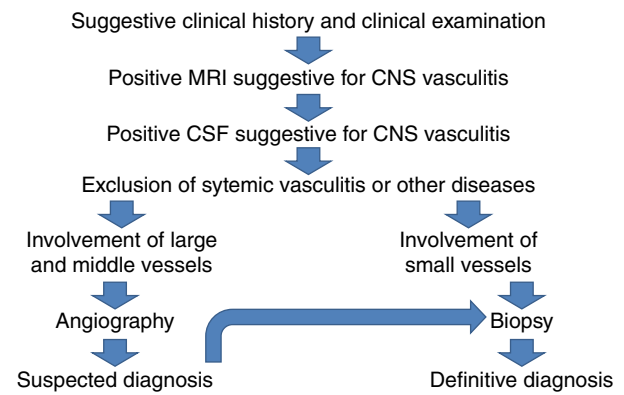 Suggestive clinical history and clinical examination
Positive MRI suggestive for CNS vasculitis
Positive CSF suggestive for CNS vasculitis
Exclusion of sytemic vasculitis or other diseases
Involvement of large
and middle vessels
Involvement of
small vessels
Angiography
Biopsy
Suspected diagnosis
Definitive diagnosis